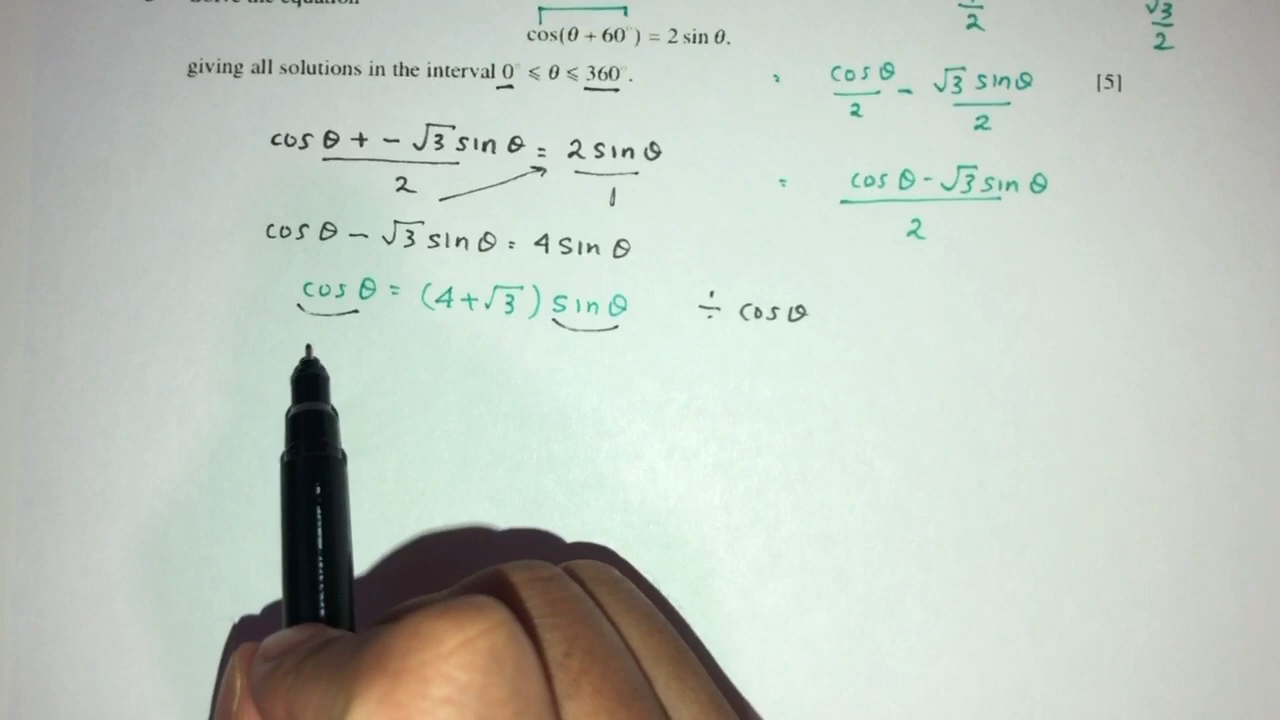 cos(θ + 60°) = 2 sin θ.
giving all solutions in the interval 0° ⩽ θ ⩽ 360°.
[5]
cos θ + - √3 sin θ / 2 = 2 sin θ / 1
cos θ - √3 sin θ = 4 sin θ
cos θ = (4+√3) sin θ ÷ cos θ
2
√3 / 2
= cos θ / 2 - √3 sin θ / 2
= cos θ - √3 sin θ / 2